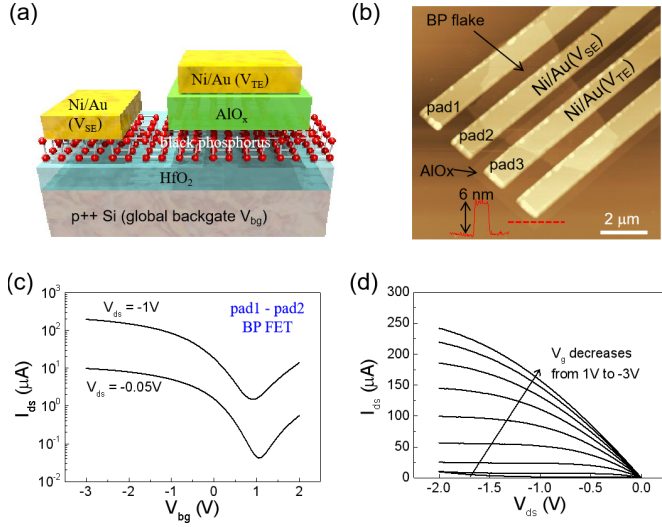 (a)
Ni/Au (V_TE)
Ni/Au
(V_SE)
AlO_x
black phosphorus
HfO_2
p++ Si (global backgate V_bg)
(b)
BP flake
Ni/Au(V_SE)
Ni/Au(V_TE)
pad1
pad2
pad3
AlOx
6 nm
2 μm
(c)
10^3
10^2
10^1
10^0
10^-1
10^-2
I_ds (μA)
V_ds = -1V
V_ds = -0.05V
pad1 - pad2
BP FET
-3 -2 -1 0 1 2
V_bg (V)
(d)
300
250
200
150
100
50
0
I_ds (μA)
V_g decreases
from 1V to -3V
-2.0 -1.5 -1.0 -0.5 0.0
V_ds (V)